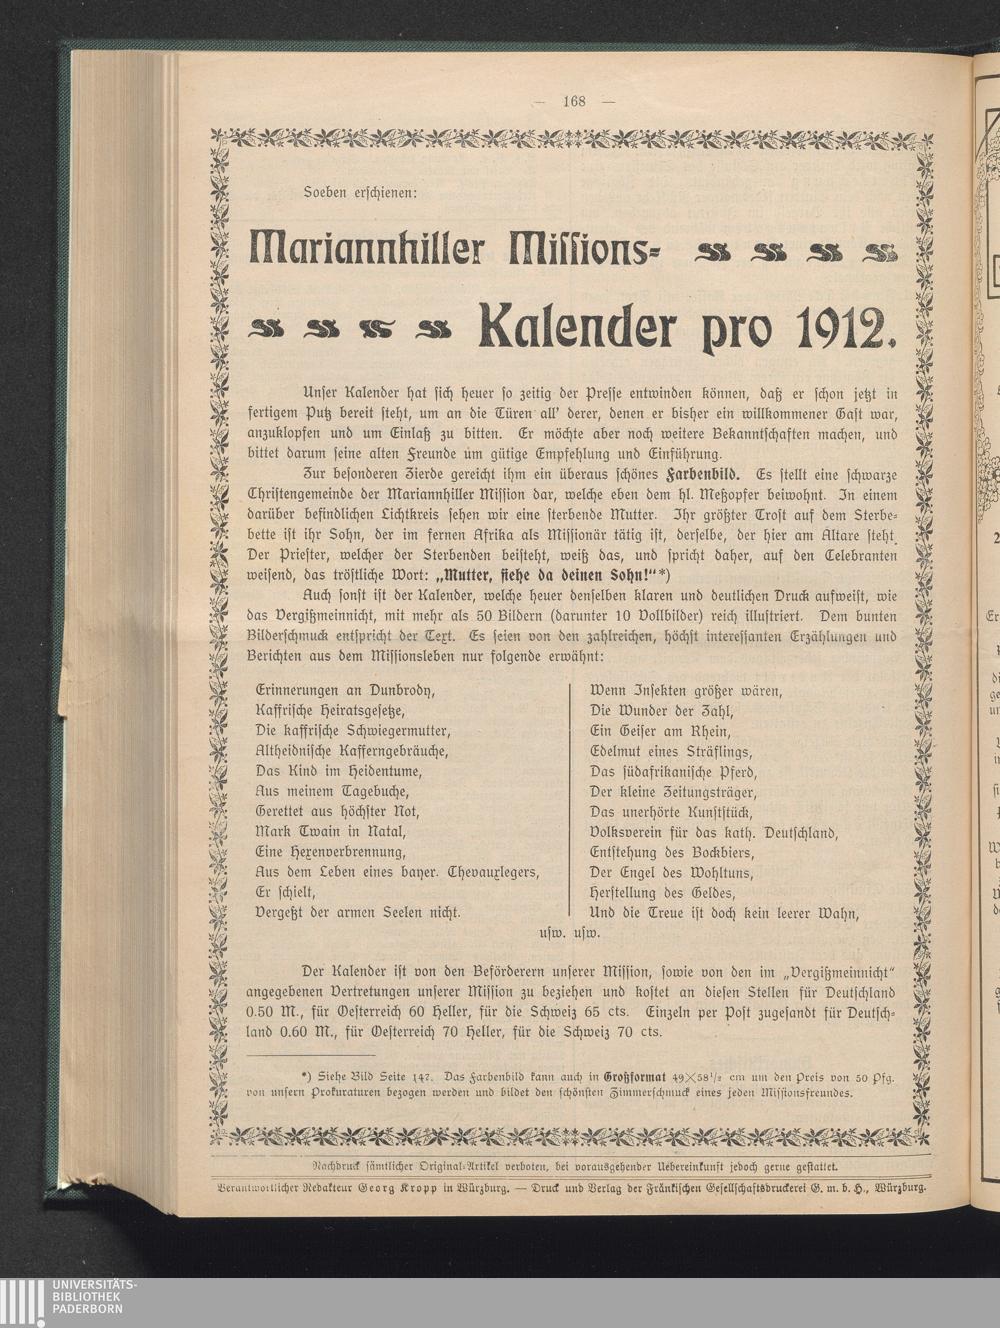 — 168 —
Soeben erschienen:
Mariannhiller Missions-
Kalender pro 1912.
Unser Kalender hat sich heuer so zeitig der Presse entwinden können, daß er schon jetzt in
fertigem Putz bereit steht, um an die Türen all' derer, denen er bisher ein willkommener Gast war,
anzuklopfen und um Einlaß zu bitten. Er möchte aber noch weitere Bekanntschaften machen, und
bittet darum seine alten Freunde um gütige Empfehlung und Einführung.
Zur besonderen Zierde gereicht ihm ein überaus schönes Farbenbild. Es stellt eine schwarze
Christengemeinde der Mariannhiller Mission dar, welche eben dem hl. Meßopfer beiwohnt. In einem
darüber befindlichen Lichtkreis sehen wir eine sterbende Mutter. Ihr größter Trost auf dem Sterbe-
bette ist ihr Sohn, der im fernen Afrika als Missionär tätig ist, derselbe, der hier am Altare steht.
Der Priester, welcher der Sterbenden beisteht, weiß das, und spricht daher, auf den Celebranten
weisend, das tröstliche Wort: „Mutter, siehe da deinen Sohn!"*)
Auch sonst ist der Kalender, welche heuer denselben klaren und deutlichen Druck aufweist, wie
das Vergißmeinnicht, mit mehr als 50 Bildern (darunter 10 Vollbilder) reich illustriert. Dem bunten
Bilderschmuck entspricht der Text. Es seien von den zahlreichen, höchst interessanten Erzählungen und
Berichten aus dem Missionsleben nur folgende erwähnt:
Erinnerungen an Dunbrody,
Kaffrische Heiratsgesetze,
Die kaffrische Schwiegermutter,
Altheidnische Kafferngebräuche,
Das Kind im Heidentume,
Aus meinem Tagebuche,
Gerettet aus höchster Not,
Mark Twain in Natal,
Eine Hexenverbrennung,
Aus dem Leben eines bayer. Chevauxlegers,
Er schielt,
Vergeßt der armen Seelen nicht.
Wenn Insekten größer wären,
Die Wunder der Zahl,
Ein Geiser am Rhein,
Edelmut eines Sträflings,
Das südafrikanische Pferd,
Der kleine Zeitungsträger,
Das unerhörte Kunststück,
Volksverein für das kath. Deutschland,
Entstehung des Bockbiers,
Der Engel des Wohltuns,
Herstellung des Geldes,
Und die Treue ist doch kein leerer Wahn,
usw. usw.
Der Kalender ist von den Beförderern unserer Mission, sowie von den im „Vergißmeinnicht"
angegebenen Vertretungen unserer Mission zu beziehen und kostet an diesen Stellen für Deutschland
0.50 M., für Oesterreich 60 Heller, für die Schweiz 65 cts. Einzeln per Post zugesandt für Deutsch-
land 0.60 M., für Oesterreich 70 Heller, für die Schweiz 70 cts.
*) Siehe Bild Seite 147. Das Farbenbild kann auch in Großformat 49×58½ cm um den Preis von 50 Pfg.
von unsern Prokuraturen bezogen werden und bildet den schönsten Zimmerschmuck eines jeden Missionsfreundes.
Nachdruck sämtlicher Original-Artikel verboten, bei vorausgehender Uebereinkunft jedoch gerne gestattet.
Verantwortlicher Redakteur Georg Kropp in Würzburg. — Druck und Verlag der Fränkischen Gesellschaftsdruckerei G. m. b. H., Würzburg.
UNIVERSITÄTS-
BIBLIOTHEK
PADERBORN